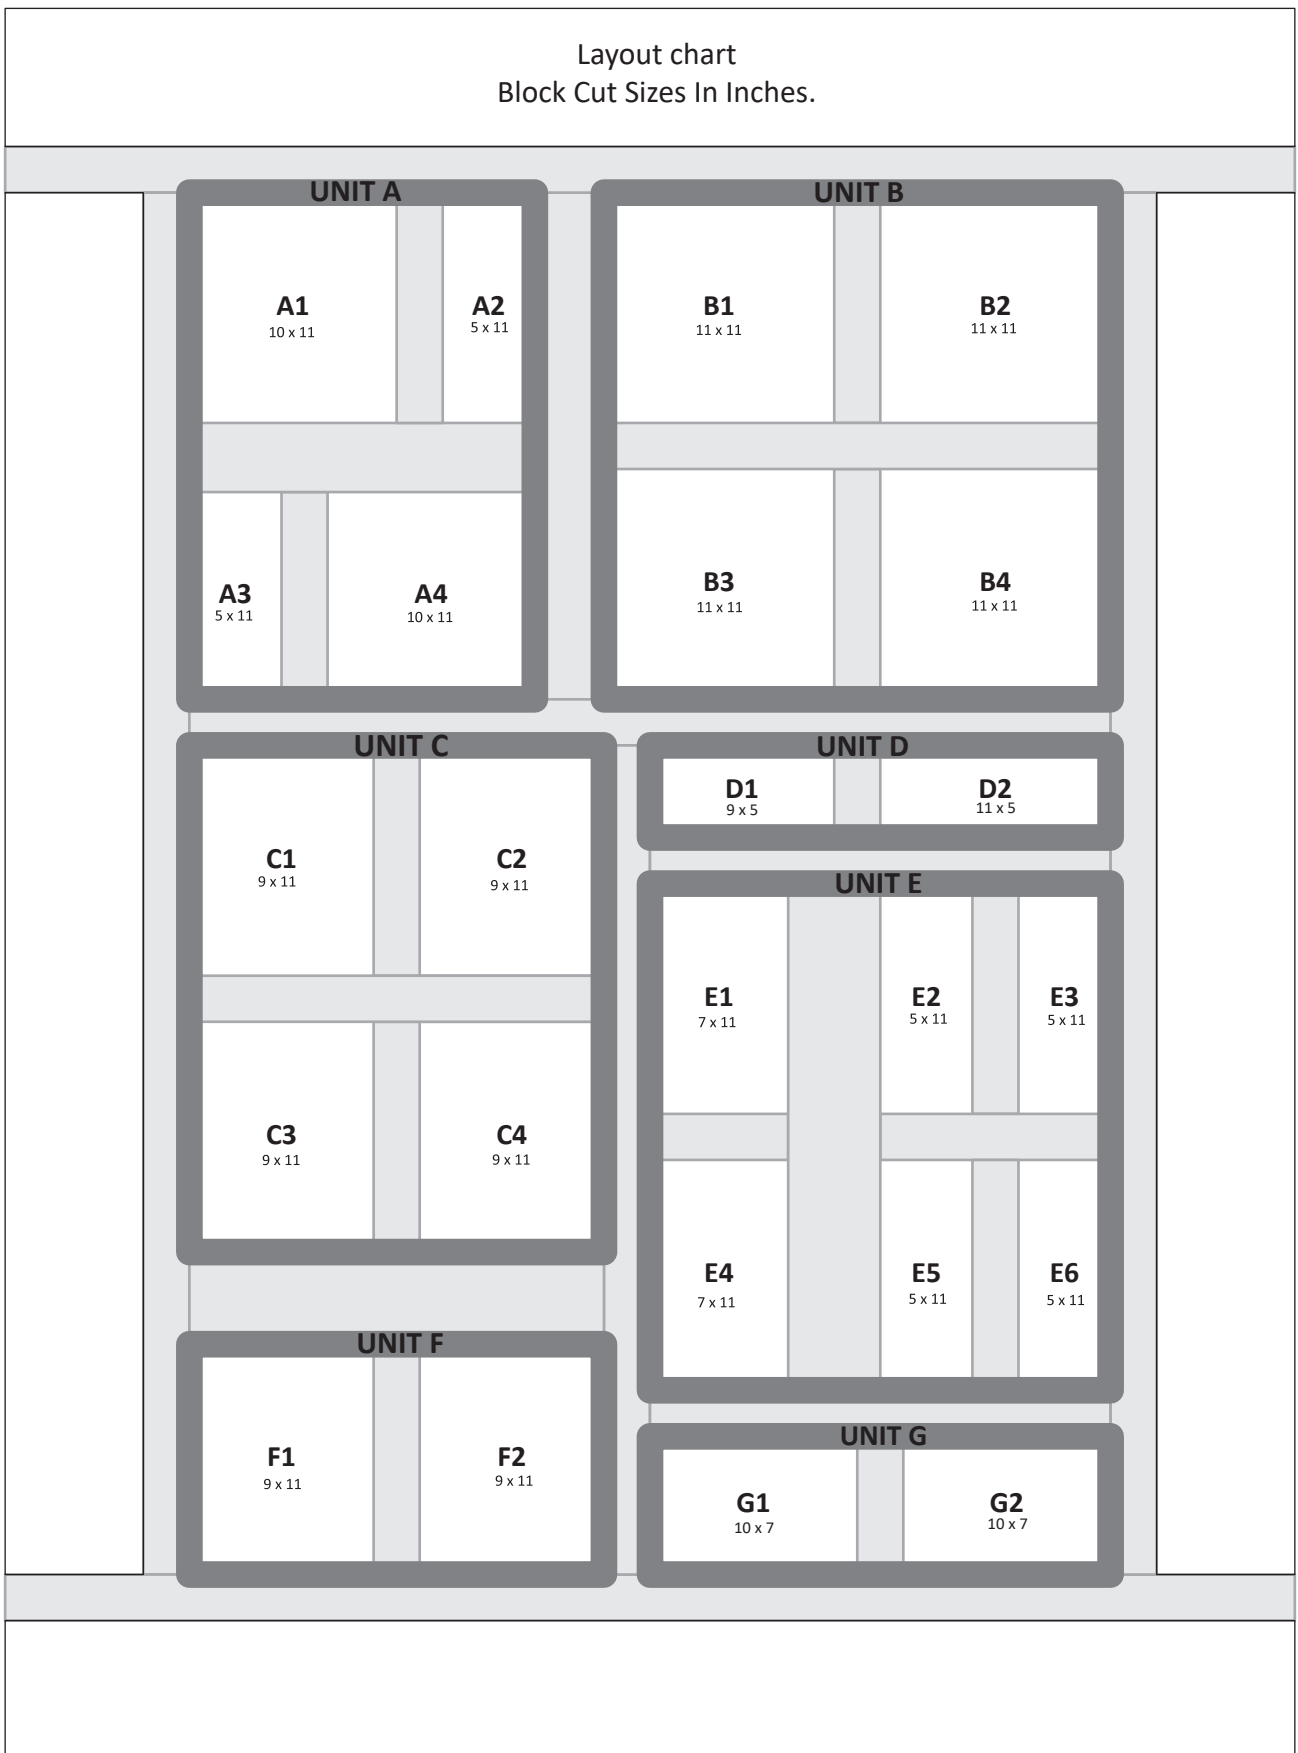 Layout chart
Block Cut Sizes In Inches.
UNIT A
UNIT B
A1
10 x 11
A2
5 x 11
B1
11 x 11
B2
11 x 11
A3
5 x 11
A4
10 x 11
B3
11 x 11
B4
11 x 11
UNIT C
UNIT D
D1
9 x 5
D2
11 x 5
C1
9 x 11
C2
9 x 11
UNIT E
E1
7 x 11
E2
5 x 11
E3
5 x 11
C3
9 x 11
C4
9 x 11
E4
7 x 11
E5
5 x 11
E6
5 x 11
UNIT F
F1
9 x 11
F2
9 x 11
UNIT G
G1
10 x 7
G2
10 x 7